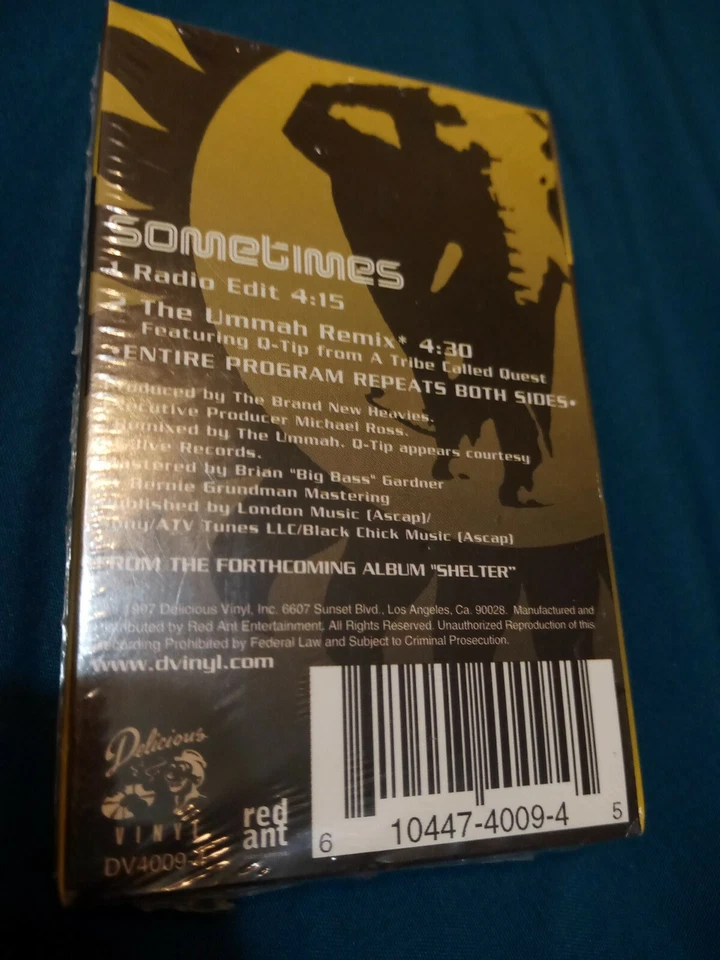 sometimes
1 Radio Edit 4:15
2 The Ummah Remix* 4:30
Featuring Q-Tip from A Tribe Called Quest
•ENTIRE PROGRAM REPEATS BOTH SIDES•
Produced by The Brand New Heavies.
Executive Producer Michael Ross.
Remixed by The Ummah. Q-Tip appears courtesy
Records.
Mastered by Brian "Big Bass" Gardner
Bernie Grundman Mastering
Published by London Music (Ascap)/
Sony/ATV Tunes LLC/Black Chick Music (Ascap)
FROM THE FORTHCOMING ALBUM "SHELTER"
1997 Delicious Vinyl, Inc. 6607 Sunset Blvd., Los Angeles, Ca. 90028. Manufactured and
Distributed by Red Ant Entertainment. All Rights Reserved. Unauthorized Reproduction of this
Recording Prohibited by Federal Law and Subject to Criminal Prosecution.
www.dvinyl.com
Delicious
VINYL
red
ant
DV4009-4
6 10447-4009-4 5